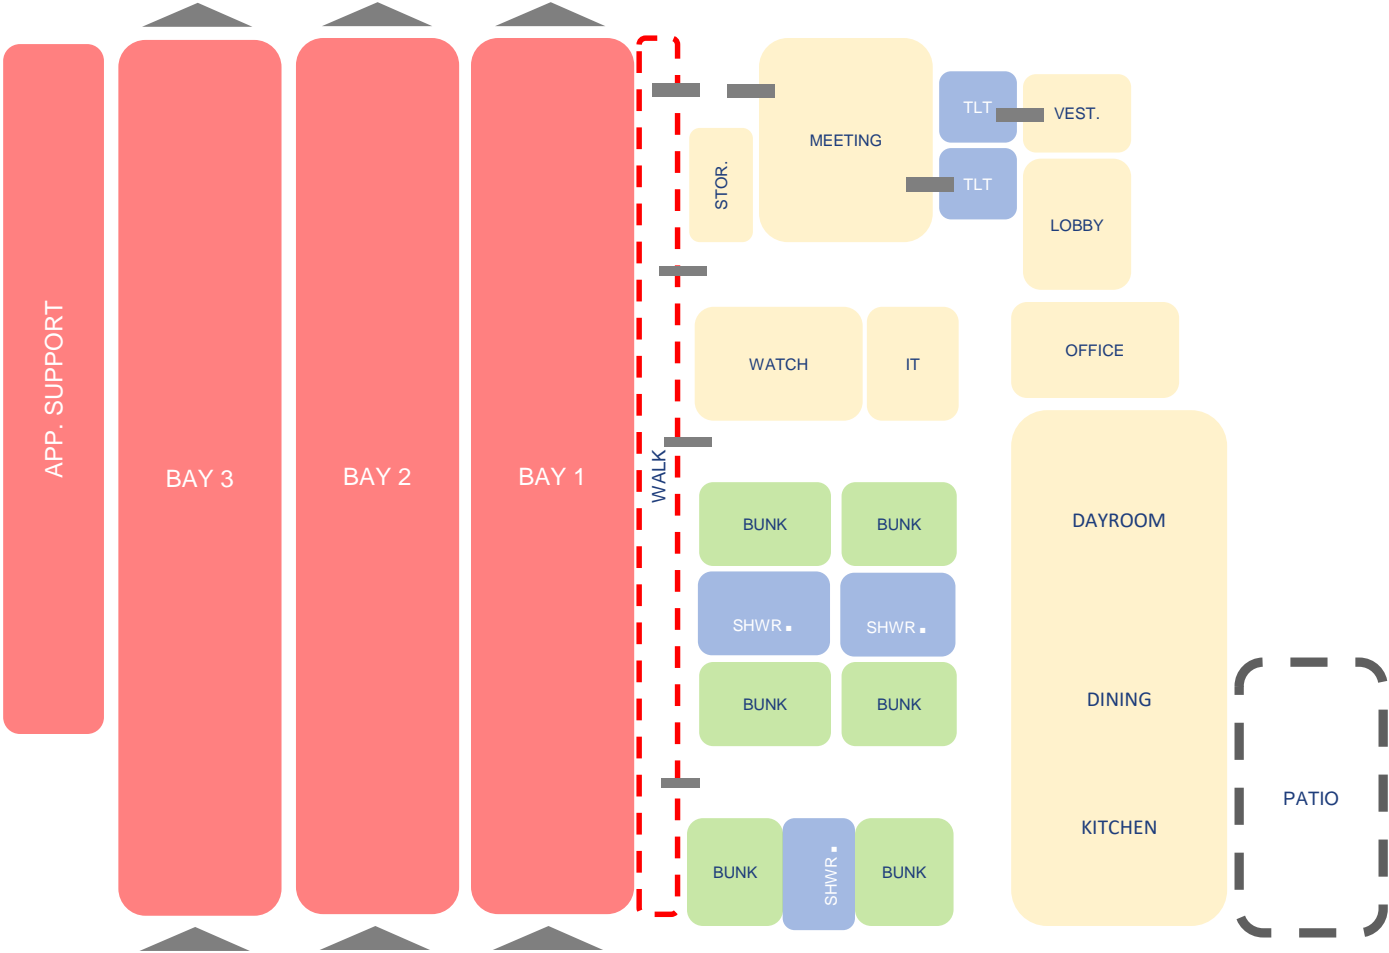 APP. SUPPORT
BAY 3
BAY 2
BAY 1
WALK
STOR.
MEETING
TLT
VEST.
TLT
LOBBY
WATCH
IT
OFFICE
BUNK
BUNK
SHWR.
SHWR.
BUNK
BUNK
BUNK
SHWR.
BUNK
DAYROOM
DINING
KITCHEN
PATIO